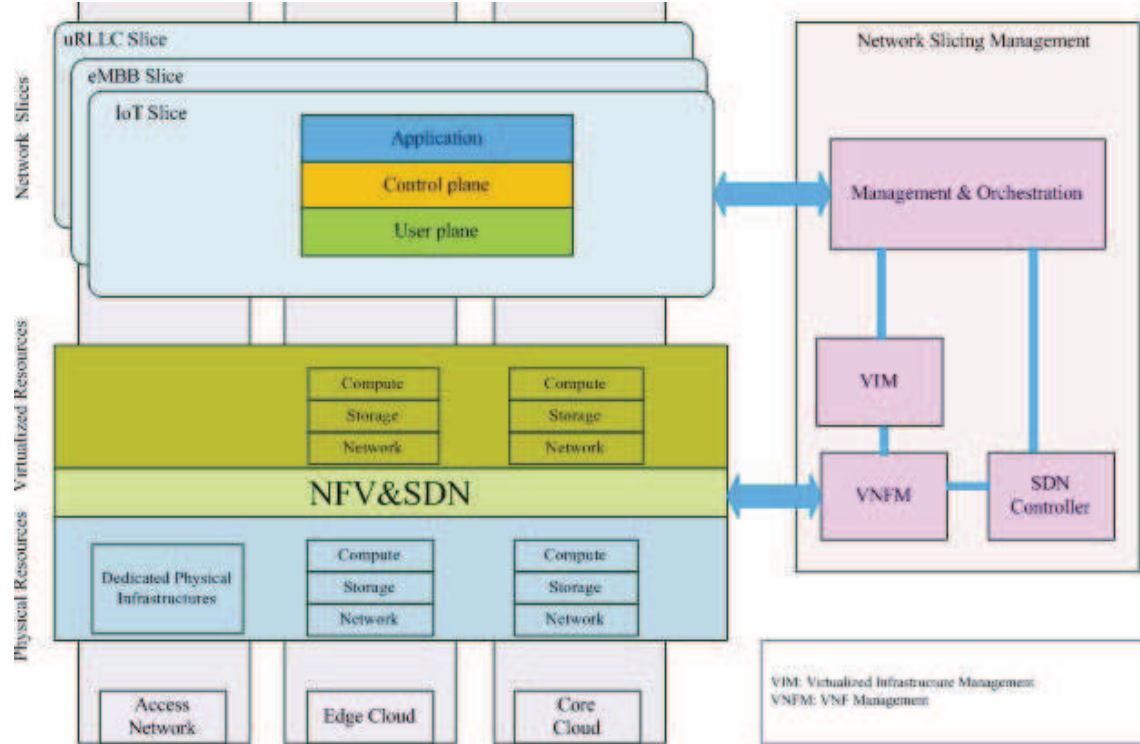 uRLLC Slice
eMBB Slice
IoT Slice
Application
Control plane
User plane
Network Slices
Network Slicing Management
Management & Orchestration
VIM
VNFM
SDN
Controller
Virtualized Resources
Compute
Storage
Network
Compute
Storage
Network
NFV&SDN
Physical Resources
Dedicated Physical
Infrastructures
Compute
Storage
Network
Compute
Storage
Network
Access
Network
Edge Cloud
Core
Cloud
VIM: Virtualized Infrastructure Management
VNFM: VNF Management